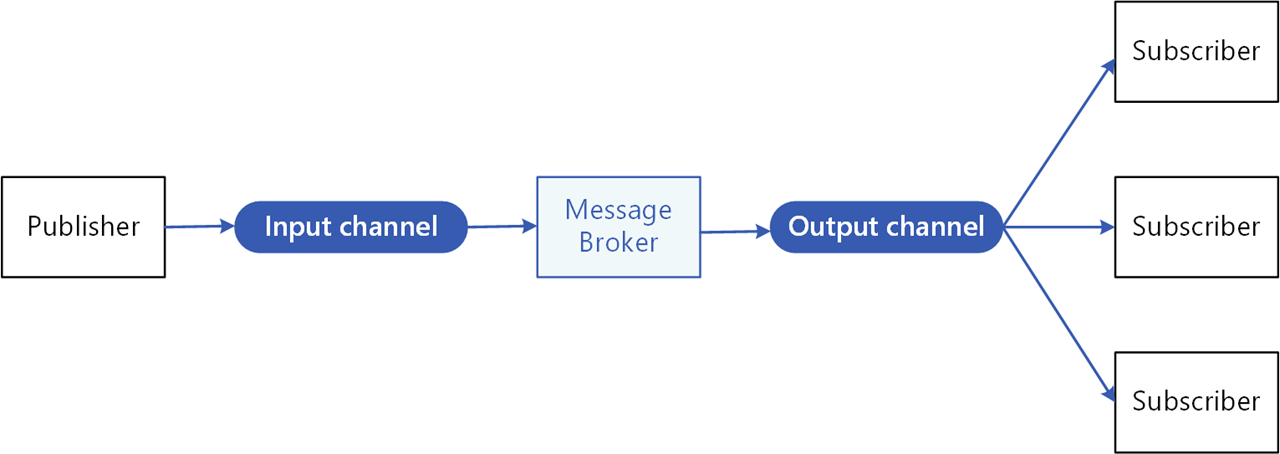 Publisher
Input channel
Message
Broker
Output channel
Subscriber
Subscriber
Subscriber